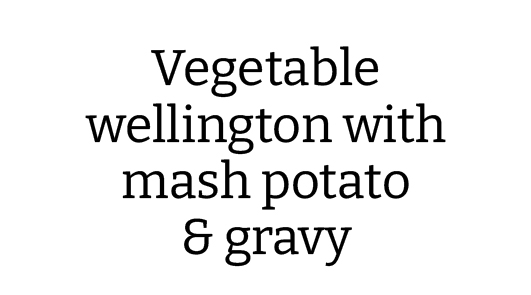 Vegetable
wellington with
mash potato
& gravy